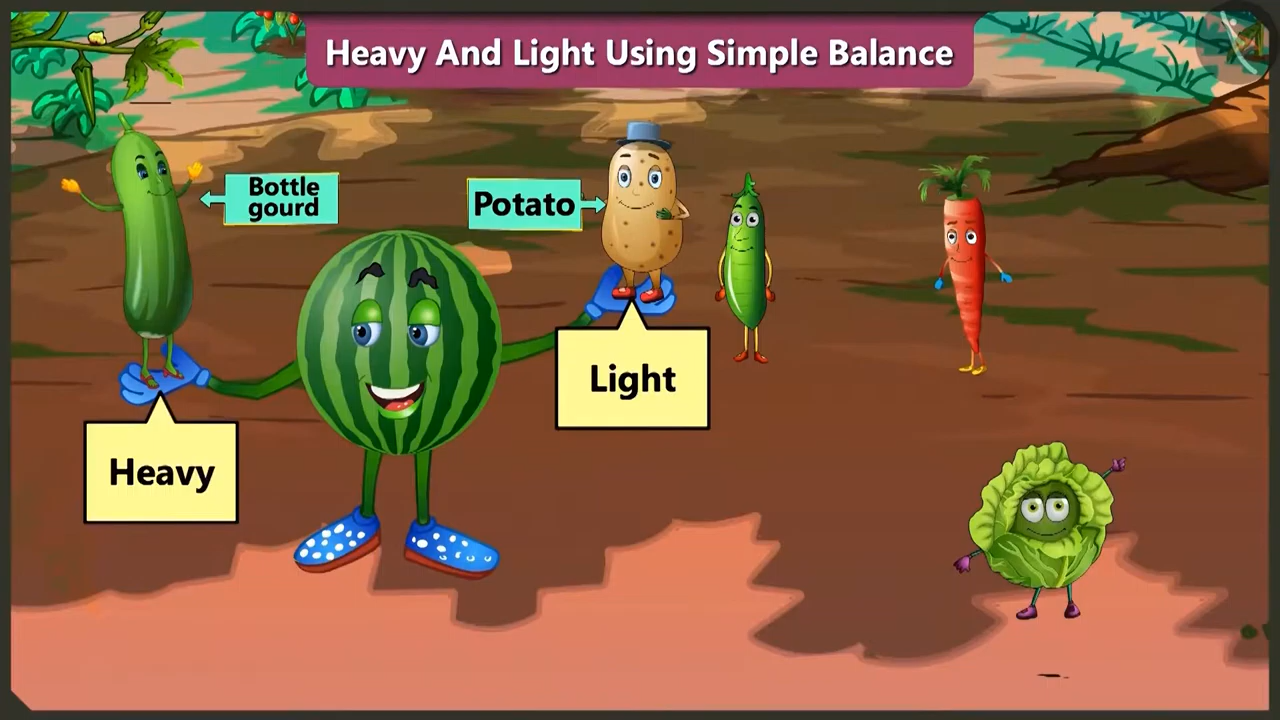 Heavy And Light Using Simple Balance
Bottle
gourd
Potato
Light
Heavy